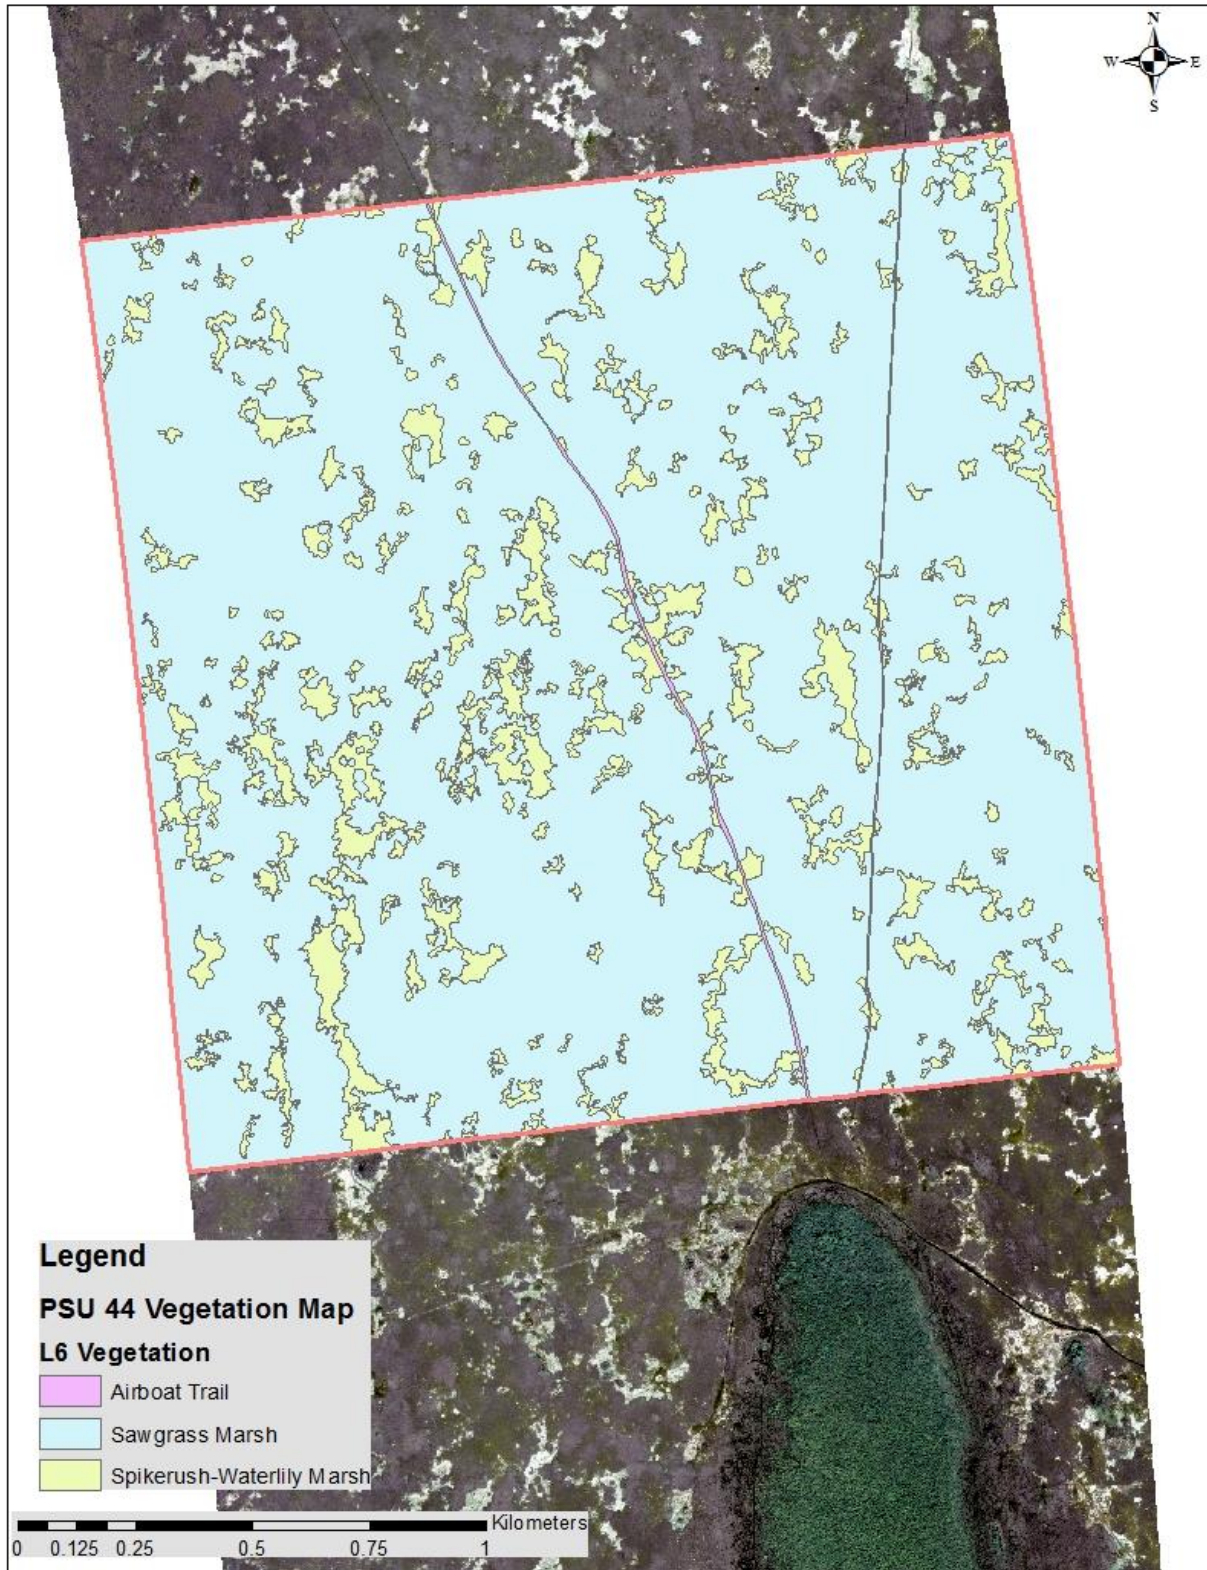 N
W E
S
Legend
PSU 44 Vegetation Map
L6 Vegetation
Airboat Trail
Sawgrass Marsh
Spikerush-Waterlily Marsh
Kilometers
0 0.125 0.25 0.5 0.75 1